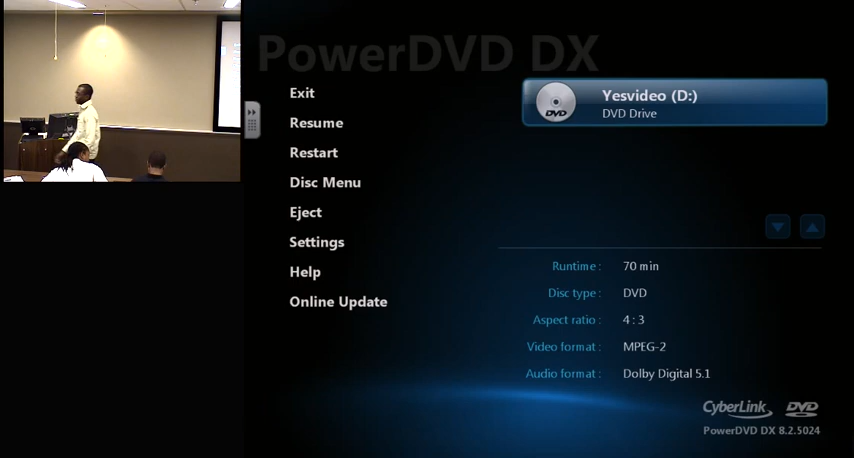 PowerDVD DX
Exit
Resume
Restart
Disc Menu
Eject
Settings
Help
Online Update
Yesvideo (D:)
DVD Drive
DVD
Runtime : 70 min
Disc type : DVD
Aspect ratio : 4 : 3
Video format : MPEG-2
Audio format : Dolby Digital 5.1
CyberLink DVD
PowerDVD DX 8.2.5024